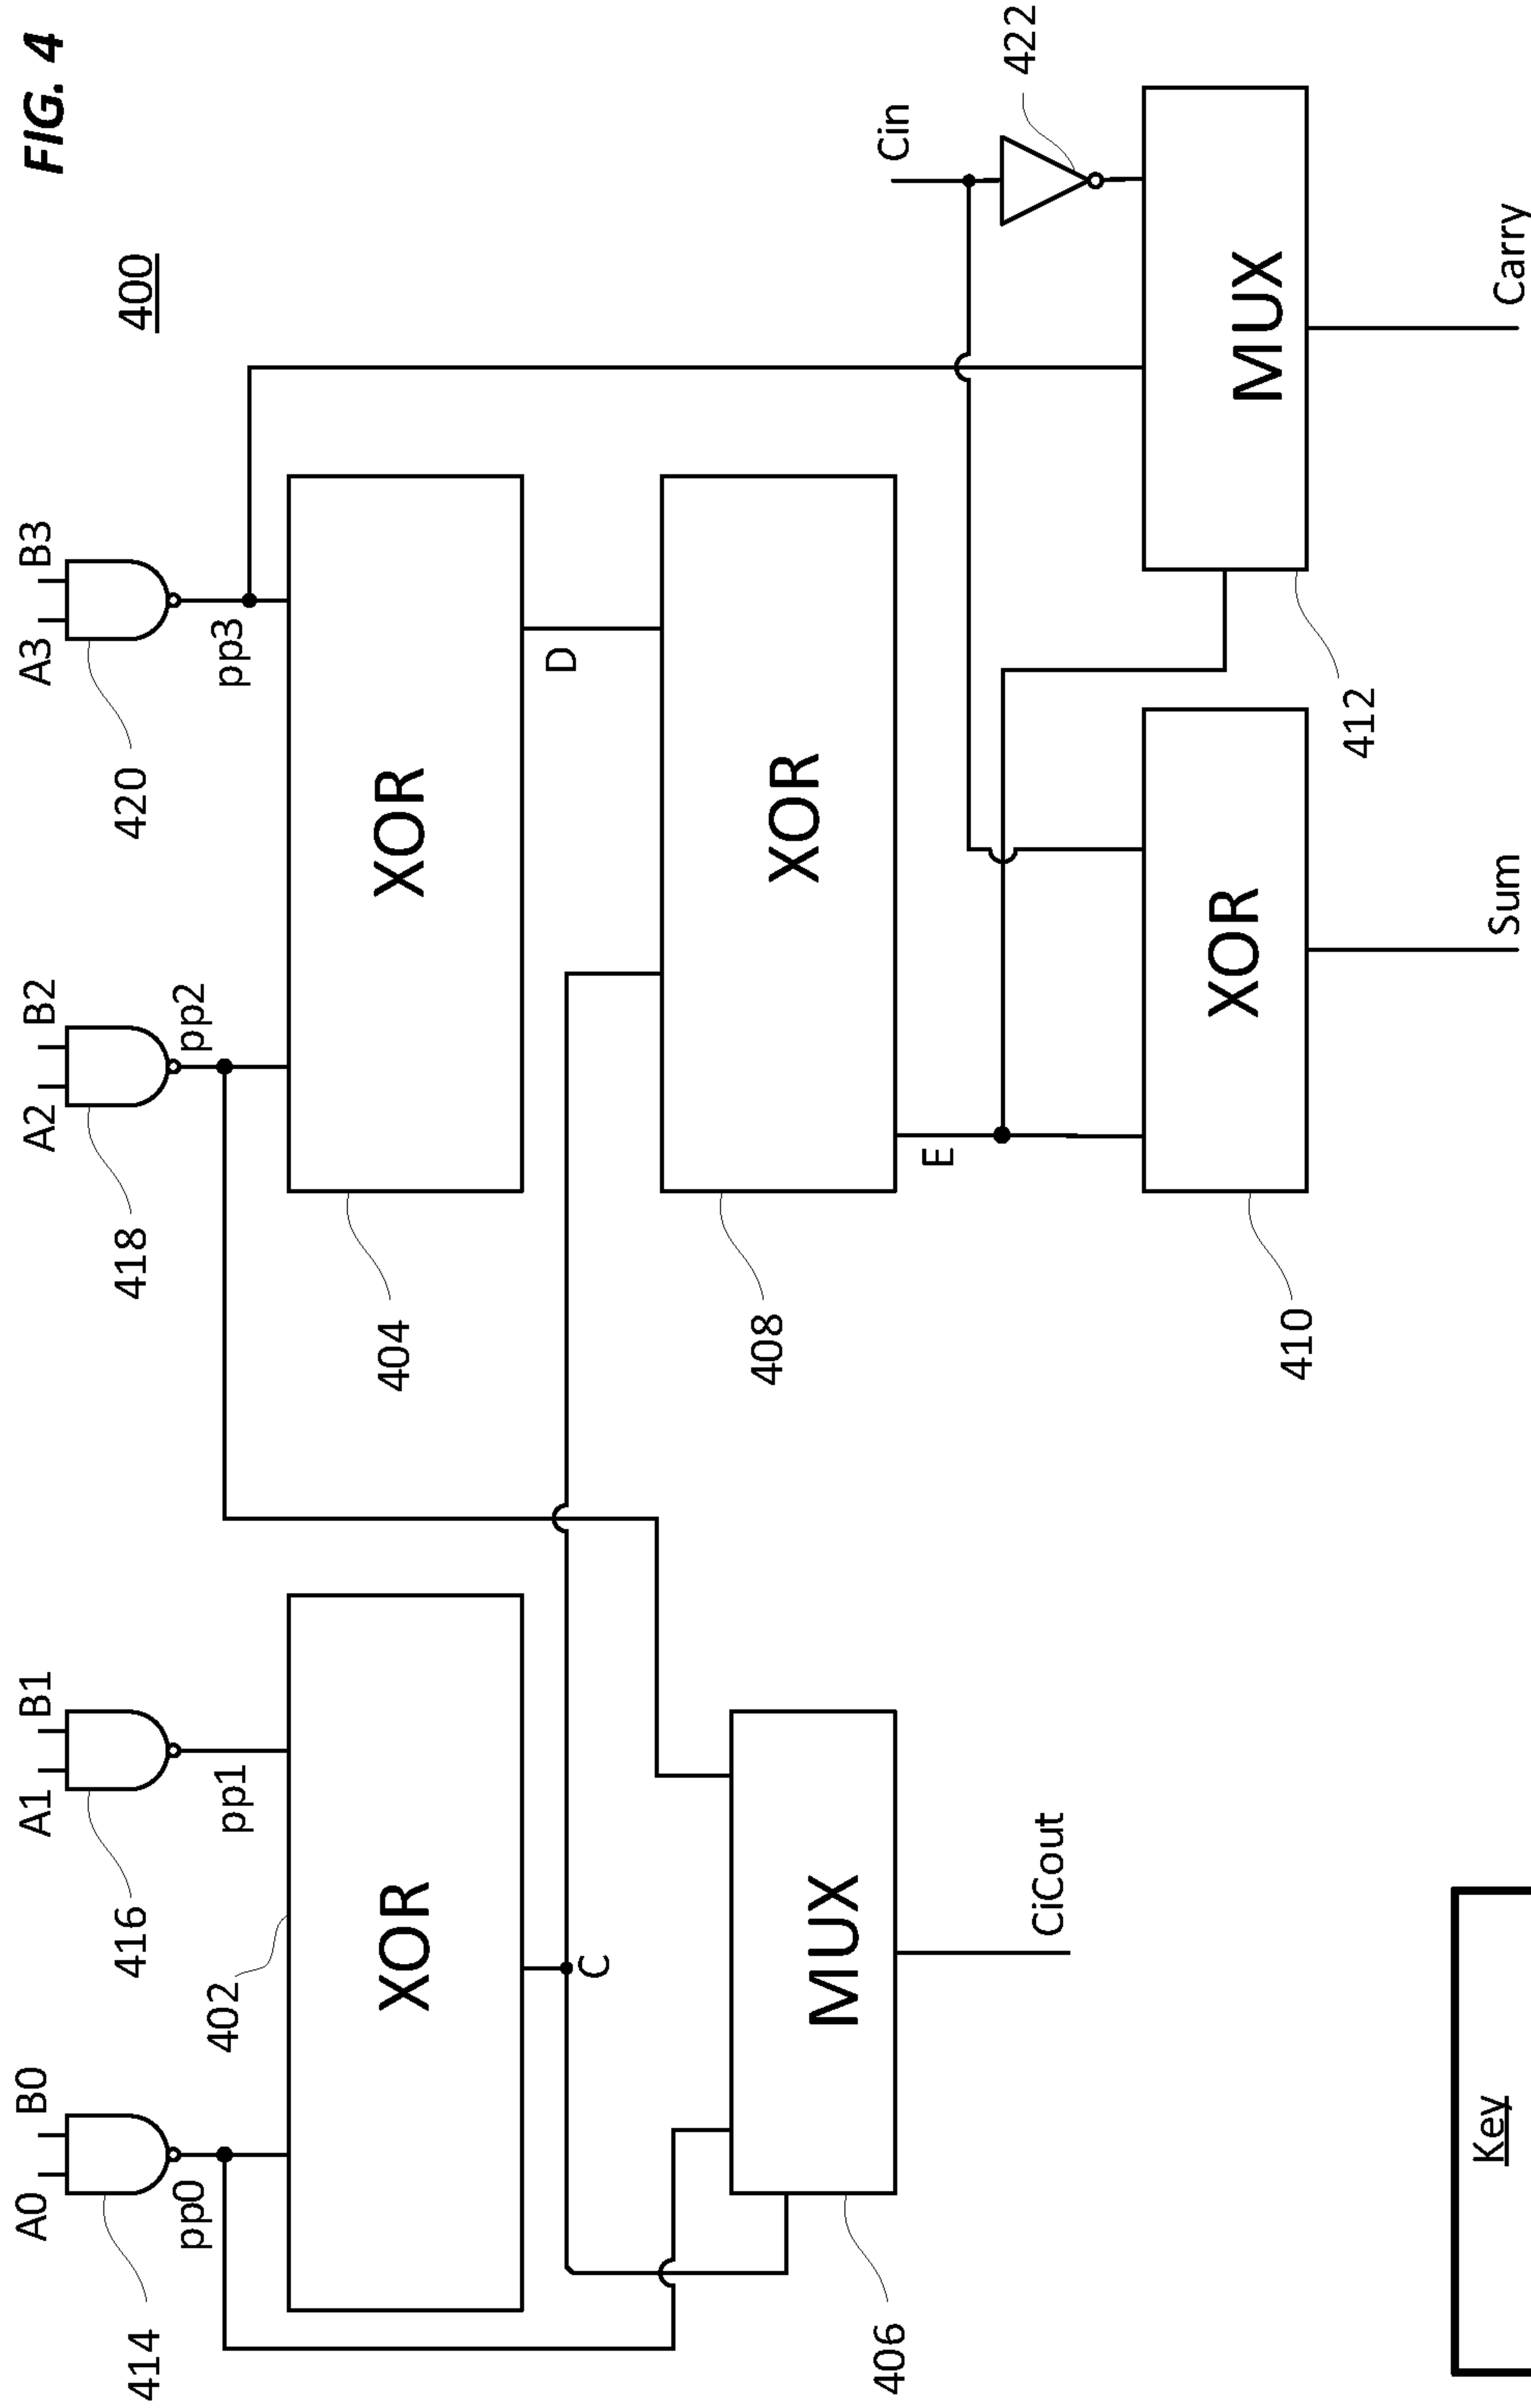 FIG. 4
400
A0 B0
A1 B1
A2 B2
A3 B3
414
416
418
420
pp0
pp1
pp2
pp3
402
XOR
404
XOR
C
D
408
XOR
Cin
422
E
406
MUX
410
XOR
412
MUX
CiCout
Sum
Carry
Key